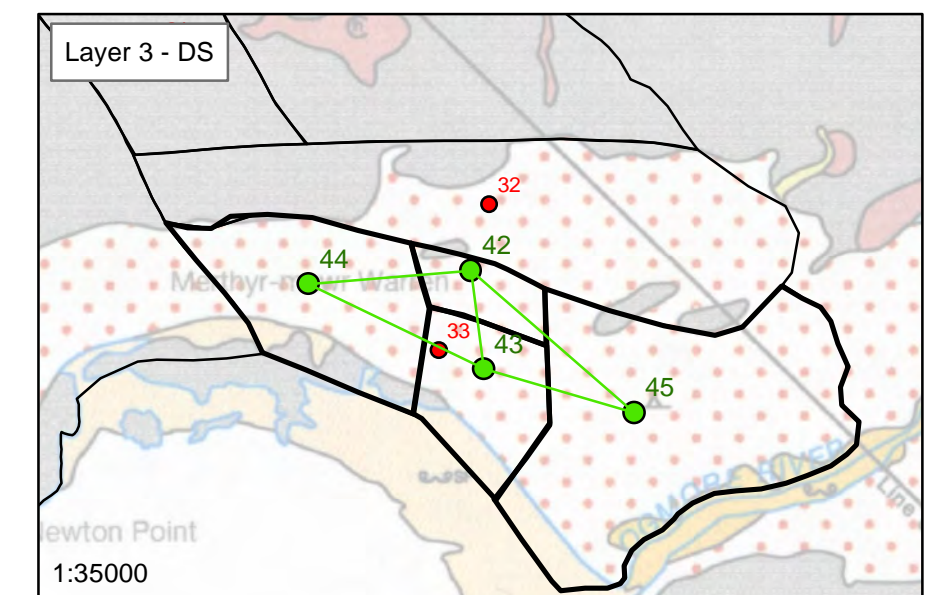 Layer 3 - DS
32
42
44
Merthyr-mawr Warren
33
43
45
OGMORE RIVER
Line
Newton Point
1:35000